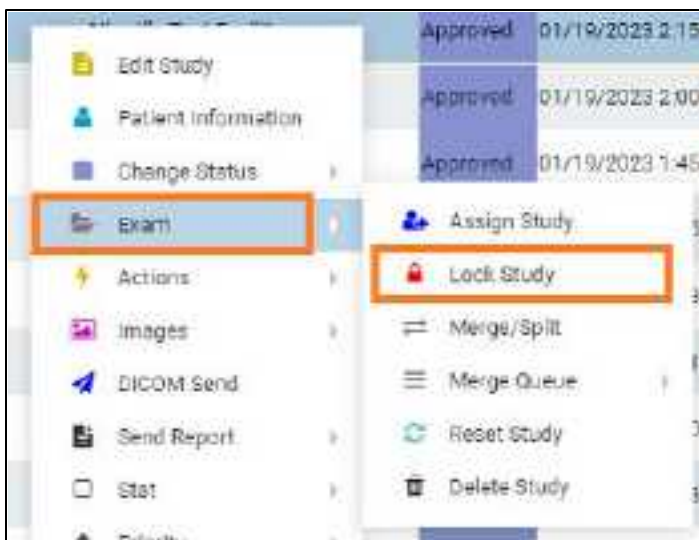 Approved 01/19/2023 2:15
Edit Study
Approved 01/19/2023 2:00
Patient Information
Change Status
Approved 01/19/2023 1:45
Exam
Assign Study
Actions
Lock Study
Images
Merge/Split
DICOM Send
Merge Queue
Send Report
Reset Study
Stat
Delete Study